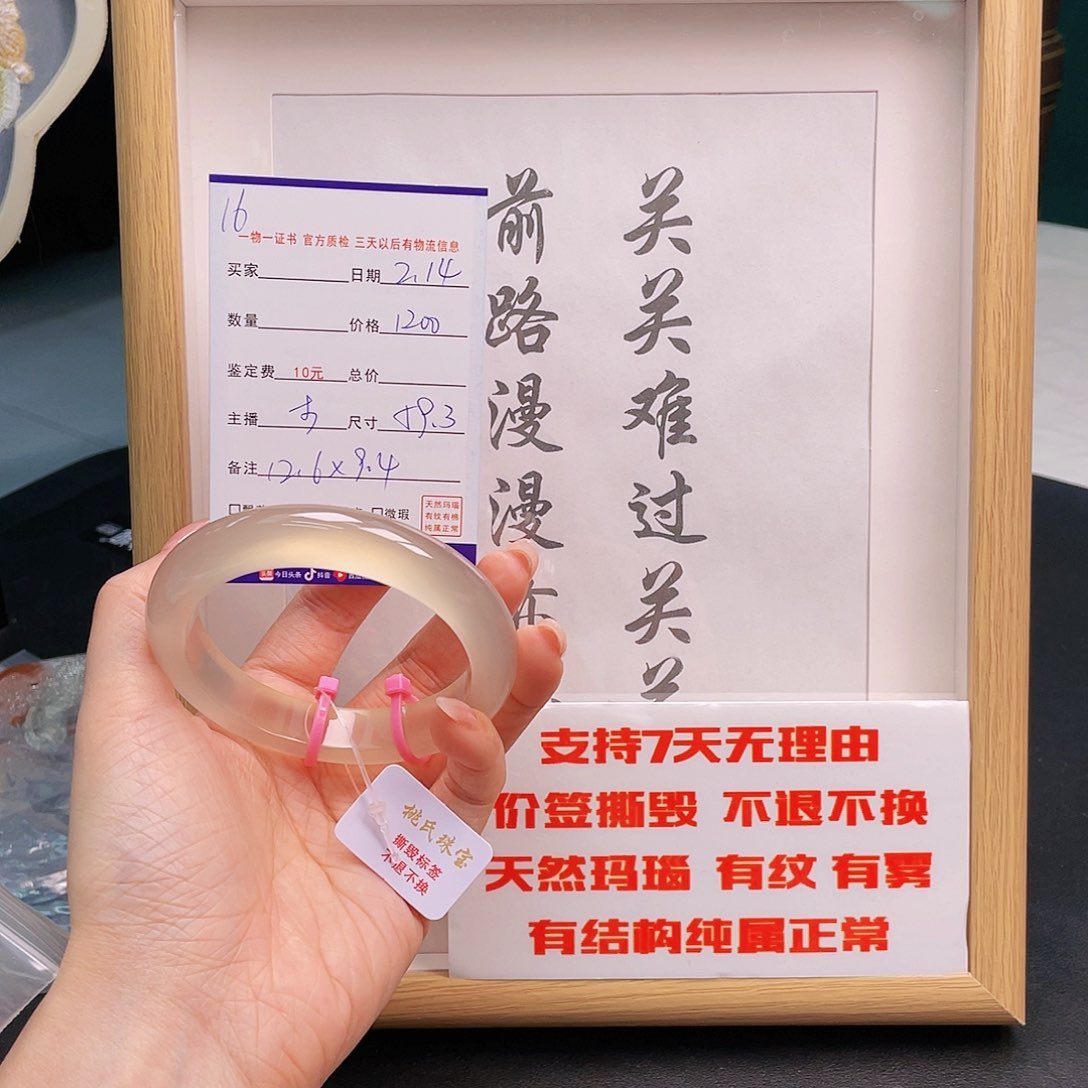 16
一物一证书 官方质检 三天以后有物流信息
买家 日期 2.14
数量 价格 1200
鉴定费 10元 总价
主播 尺寸 59.3
备注 12.6×9.4
微瑕
天然玛瑙
有纹有棉
纯属正常
今日头条 抖音
关关难过关
前路漫漫
桃氏珠宝
撕毁标签
不退不换
支持7天无理由
价签撕毁 不退不换
天然玛瑙 有纹 有雾
有结构纯属正常